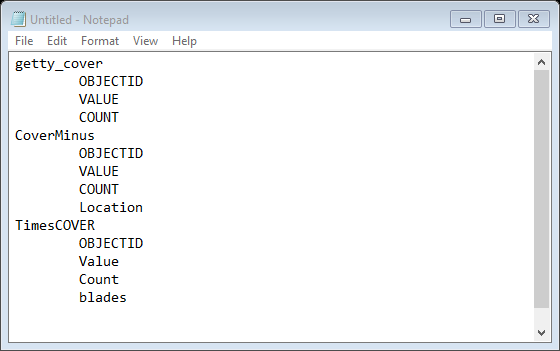 Untitled - Notepad
File Edit Format View Help
getty_cover
OBJECTID
VALUE
COUNT
CoverMinus
OBJECTID
VALUE
COUNT
Location
TimesCOVER
OBJECTID
Value
Count
blades